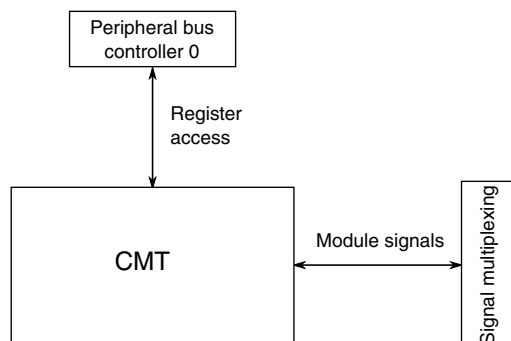 Peripheral bus
controller 0
Register
access
CMT
Module signals
Signal multiplexing